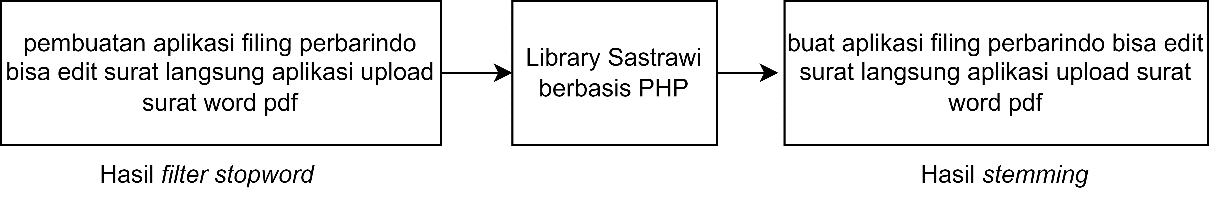 pembuatan aplikasi filing perbarindo
bisa edit surat langsung aplikasi upload
surat word pdf
Hasil filter stopword
Library Sastrawi
berbasis PHP
buat aplikasi filing perbarindo bisa edit
surat langsung aplikasi upload surat
word pdf
Hasil stemming